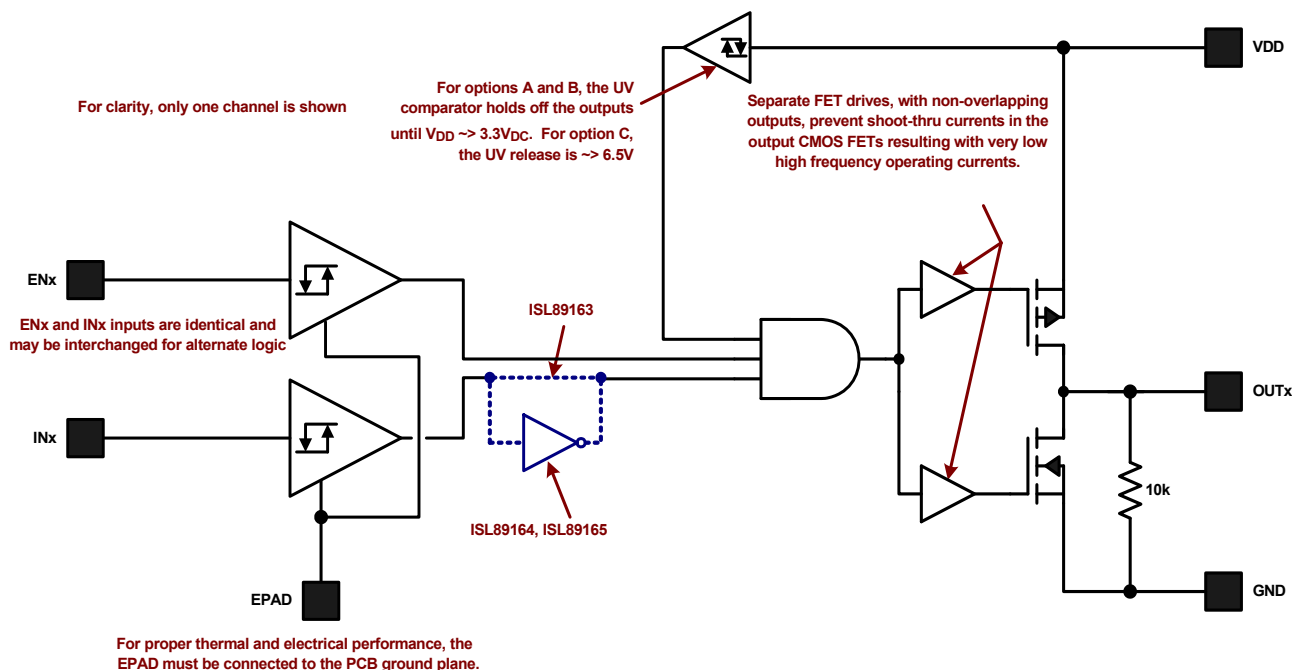 VDD
For clarity, only one channel is shown
For options A and B, the UV
comparator holds off the outputs
until VDD ~> 3.3VDC. For option C,
the UV release is ~> 6.5V
Separate FET drives, with non-overlapping
outputs, prevent shoot-thru currents in the
output CMOS FETs resulting with very low
high frequency operating currents.
ENx
ENx and INx inputs are identical and
may be interchanged for alternate logic
ISL89163
OUTx
INx
10k
ISL89164, ISL89165
EPAD
GND
For proper thermal and electrical performance, the
EPAD must be connected to the PCB ground plane.